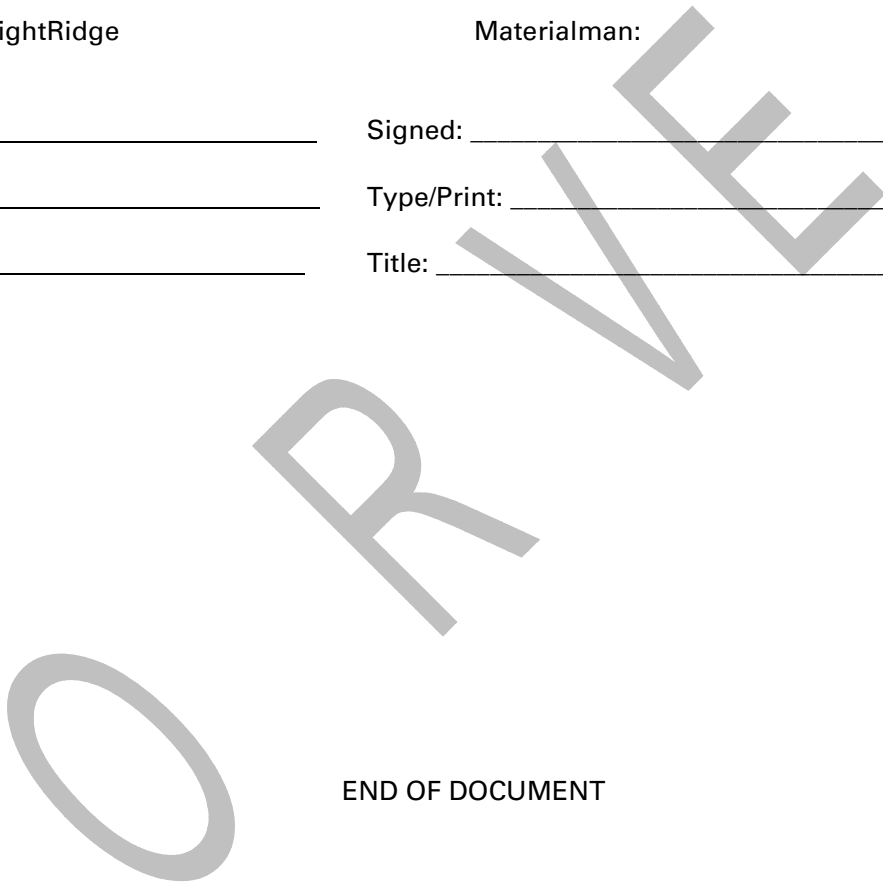 ightRidge Materialman:
Signed: ___________________________
Type/Print: ________________________
Title: _____________________________
O R V E
END OF DOCUMENT